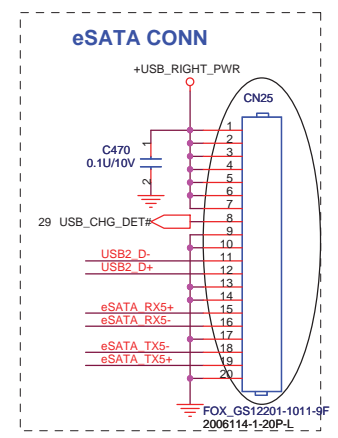 eSATA CONN
+USB_RIGHT_PWR
CN25
C470
0.1U/10V
1
2
1
2
3
4
5
6
7
29 USB_CHG_DET#
8
9
10
USB2_D-
11
USB2_D+
12
13
14
eSATA_RX5+
15
eSATA_RX5-
16
17
eSATA_TX5-
18
eSATA_TX5+
19
20
FOX_GS12201-1011-9F
2006114-1-20P-L